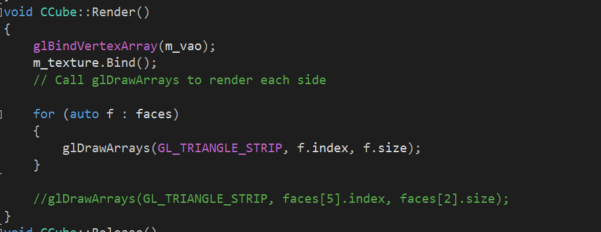 void CCube::Render()
{
glBindVertexArray(m_vao);
m_texture.Bind();
// Call glDrawArrays to render each side
for (auto f : faces)
{
glDrawArrays(GL_TRIANGLE_STRIP, f.index, f.size);
}
//glDrawArrays(GL_TRIANGLE_STRIP, faces[5].index, faces[2].size);
}
void CCube::Release()